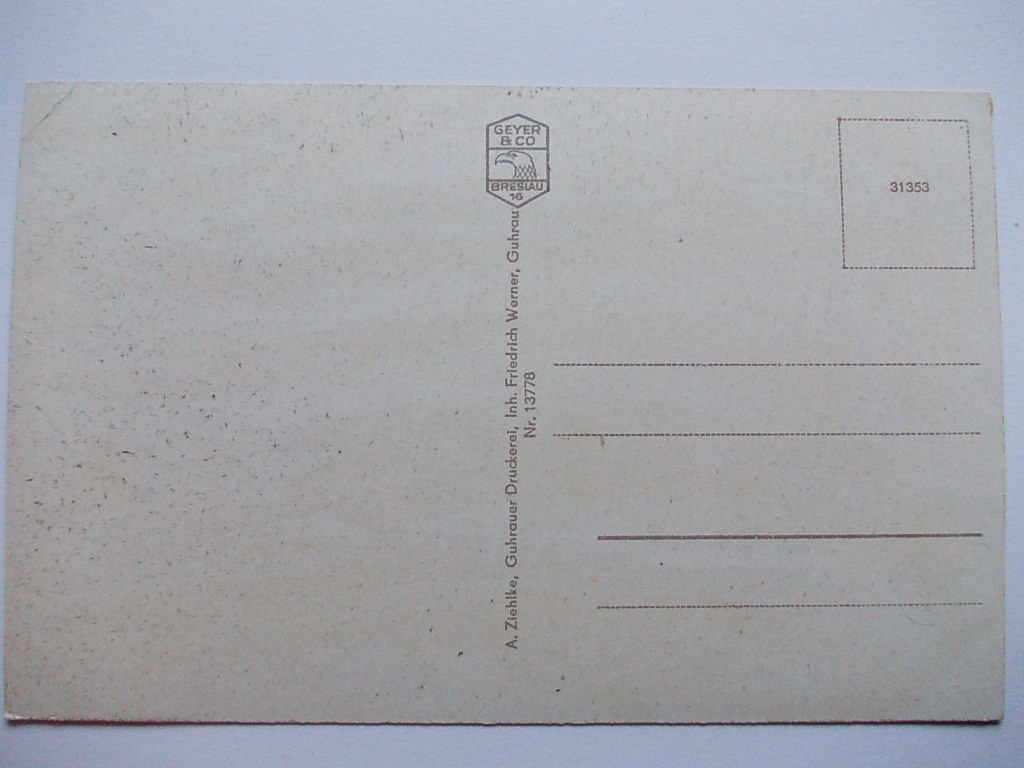 GEYER
& CO
BRESLAU
16
31353
A. Ziehlke, Guhrauer Druckerei, Inh. Friedrich Werner, Guhrau
Nr. 13778